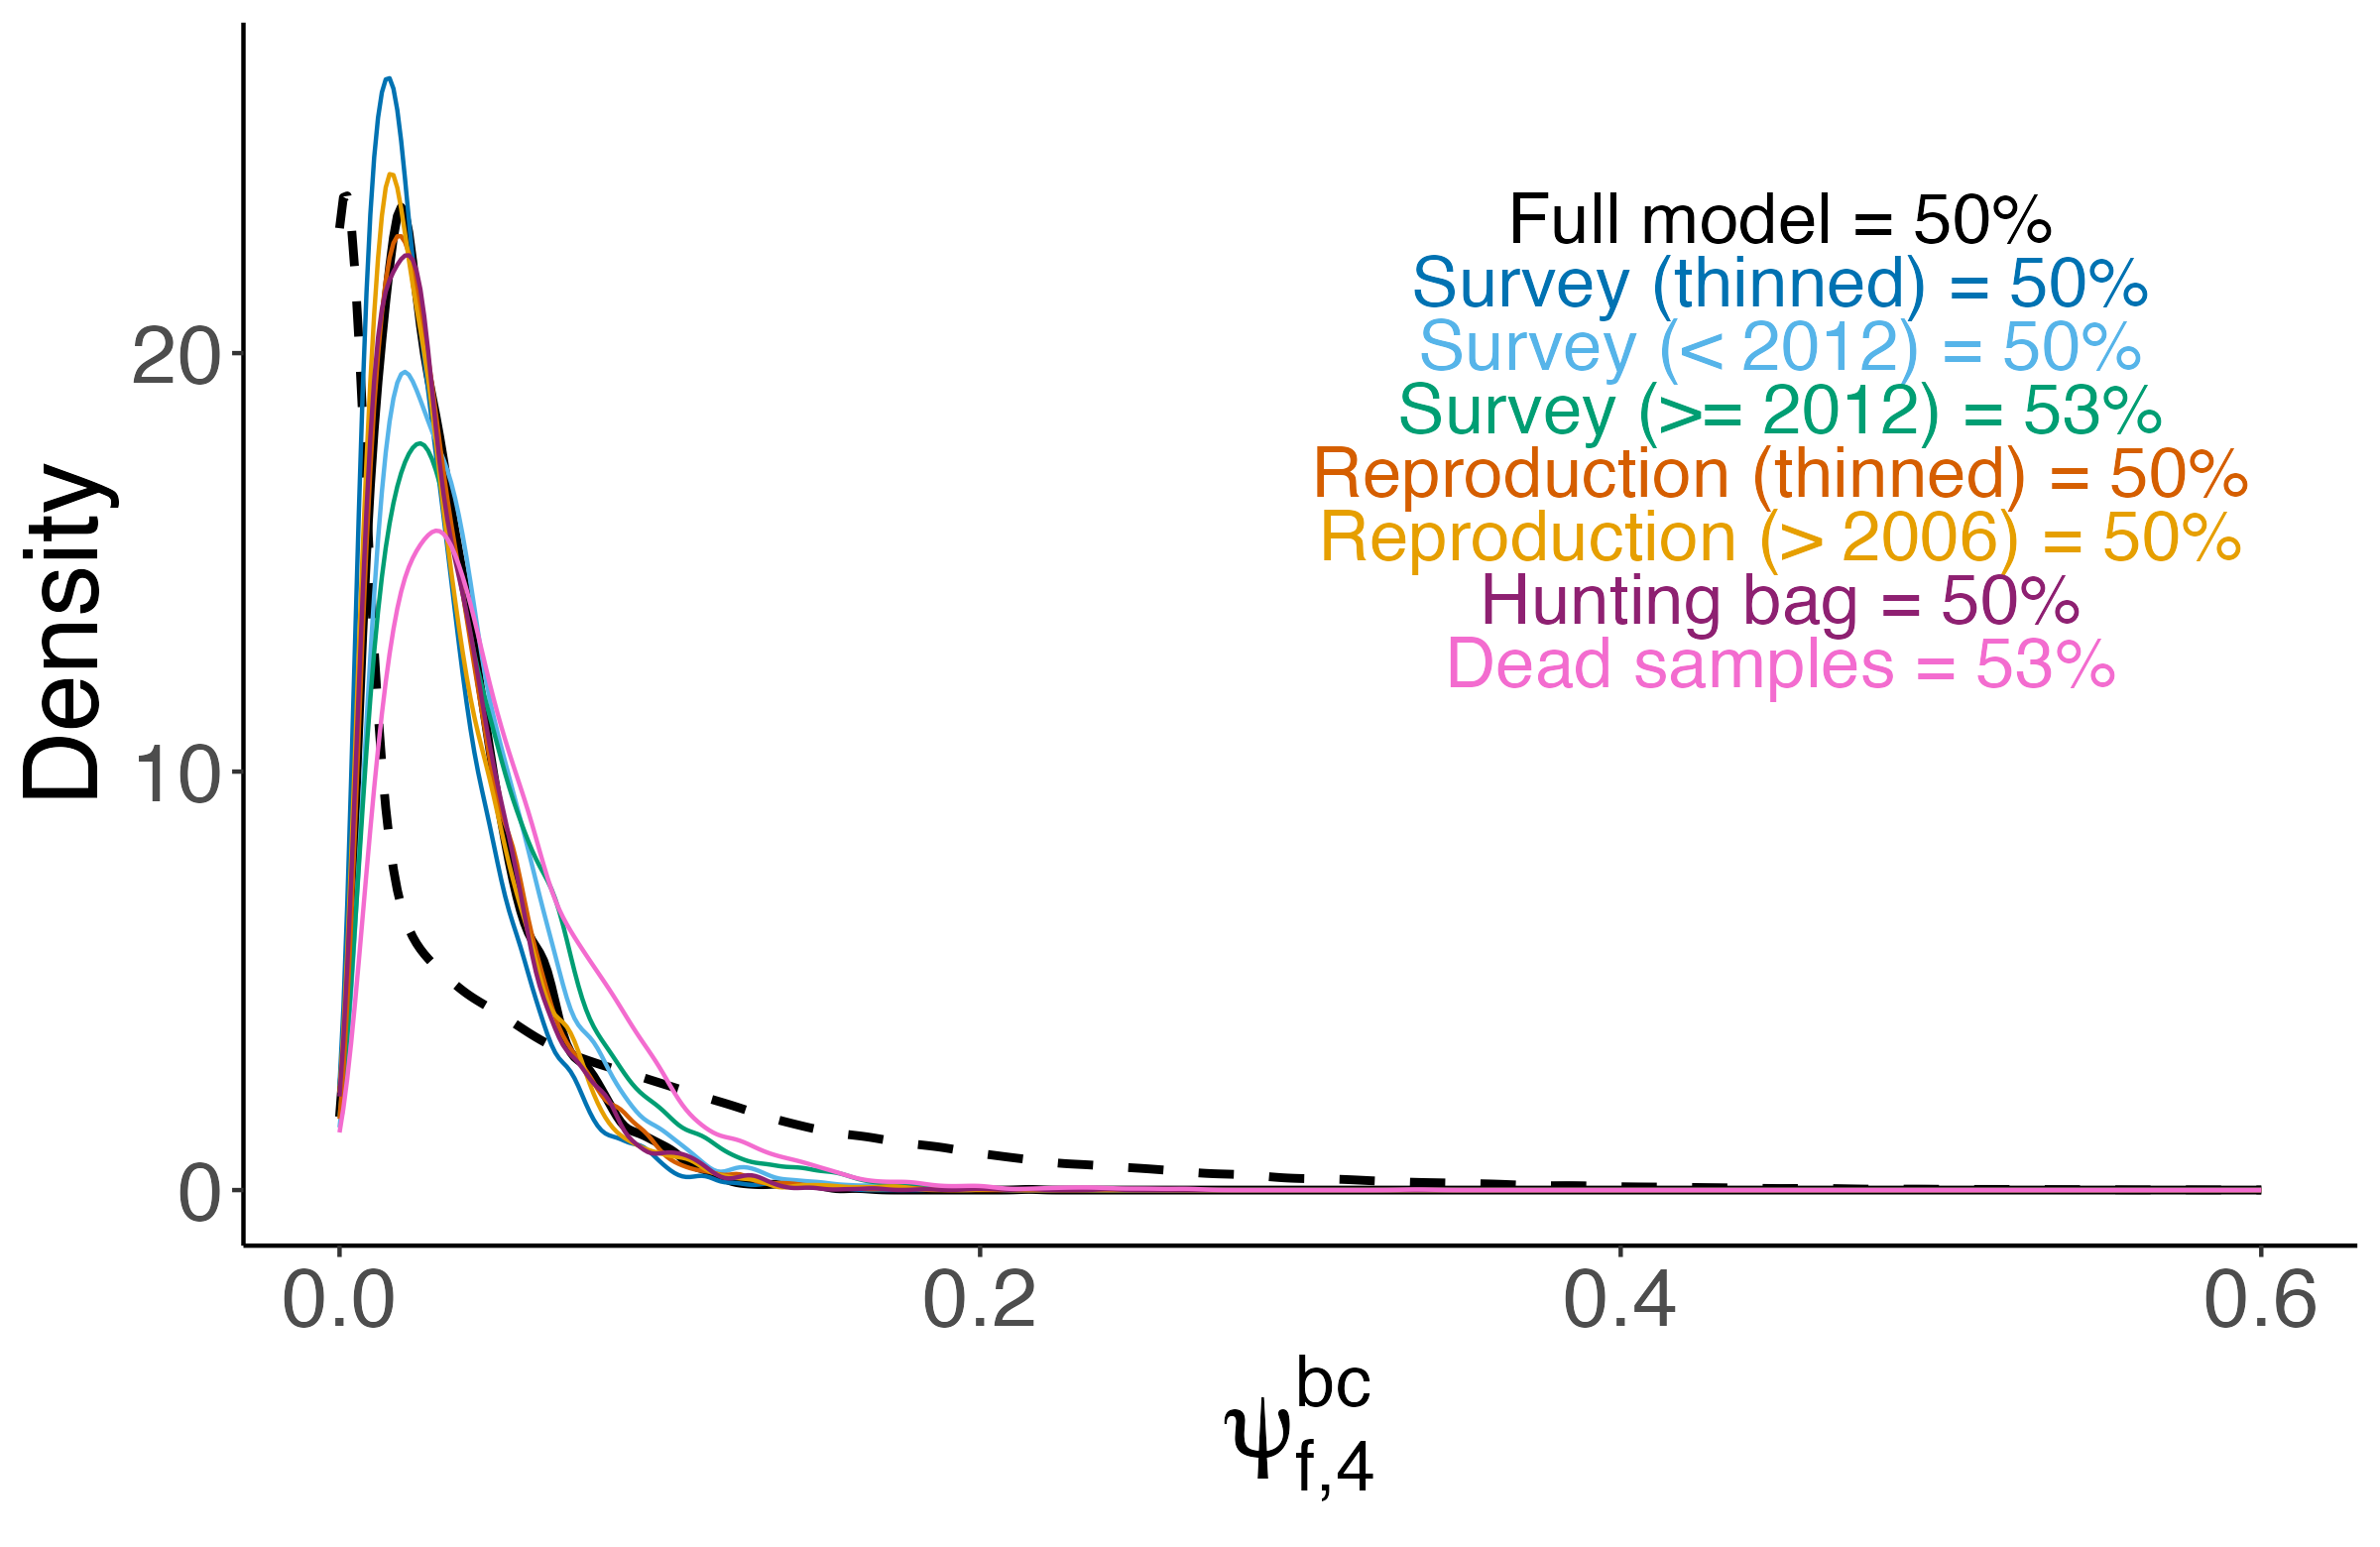 Density
20
10
0
Full model = 50%
Survey (thinned) = 50%
Survey (< 2012) = 50%
Survey (>= 2012) = 53%
Reproduction (thinned) = 50%
Reproduction (> 2006) = 50%
Hunting bag = 50%
Dead samples = 53%
0.0 0.2 0.4 0.6
ψ bc f,4